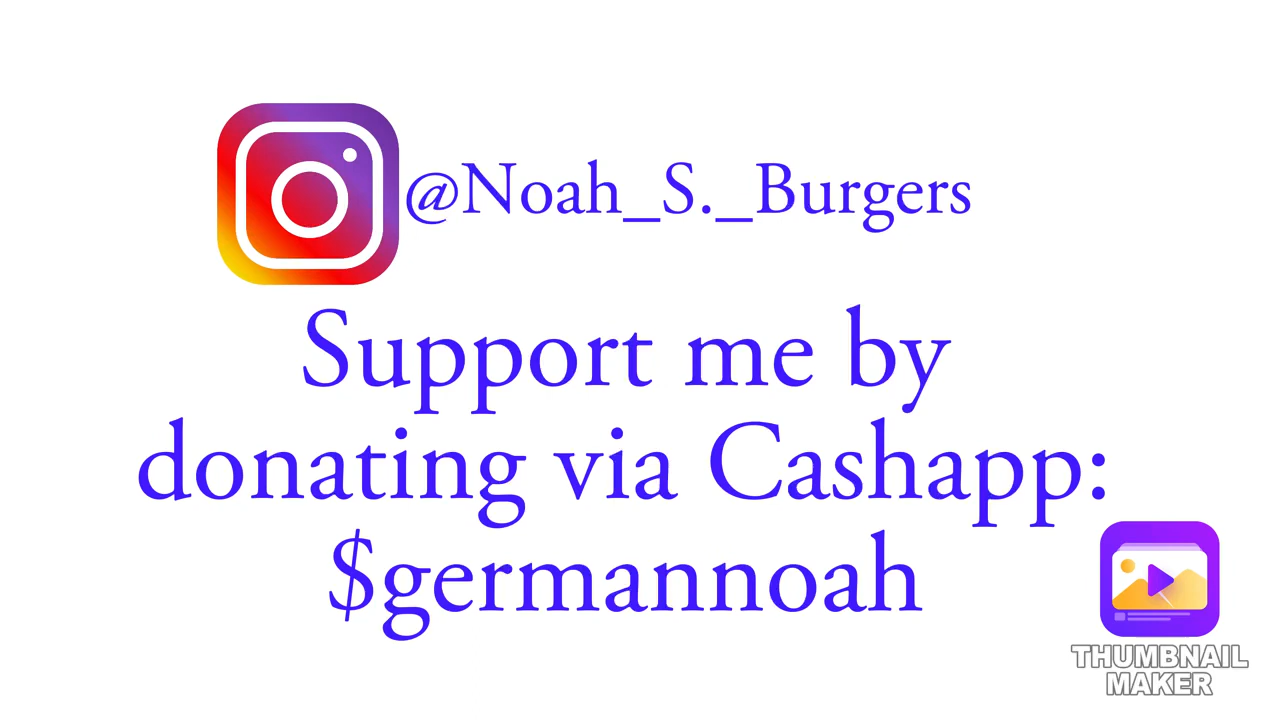 @Noah_S._Burgers
Support me by
donating via Cashapp:
$germannoah
THUMBNAIL
MAKER